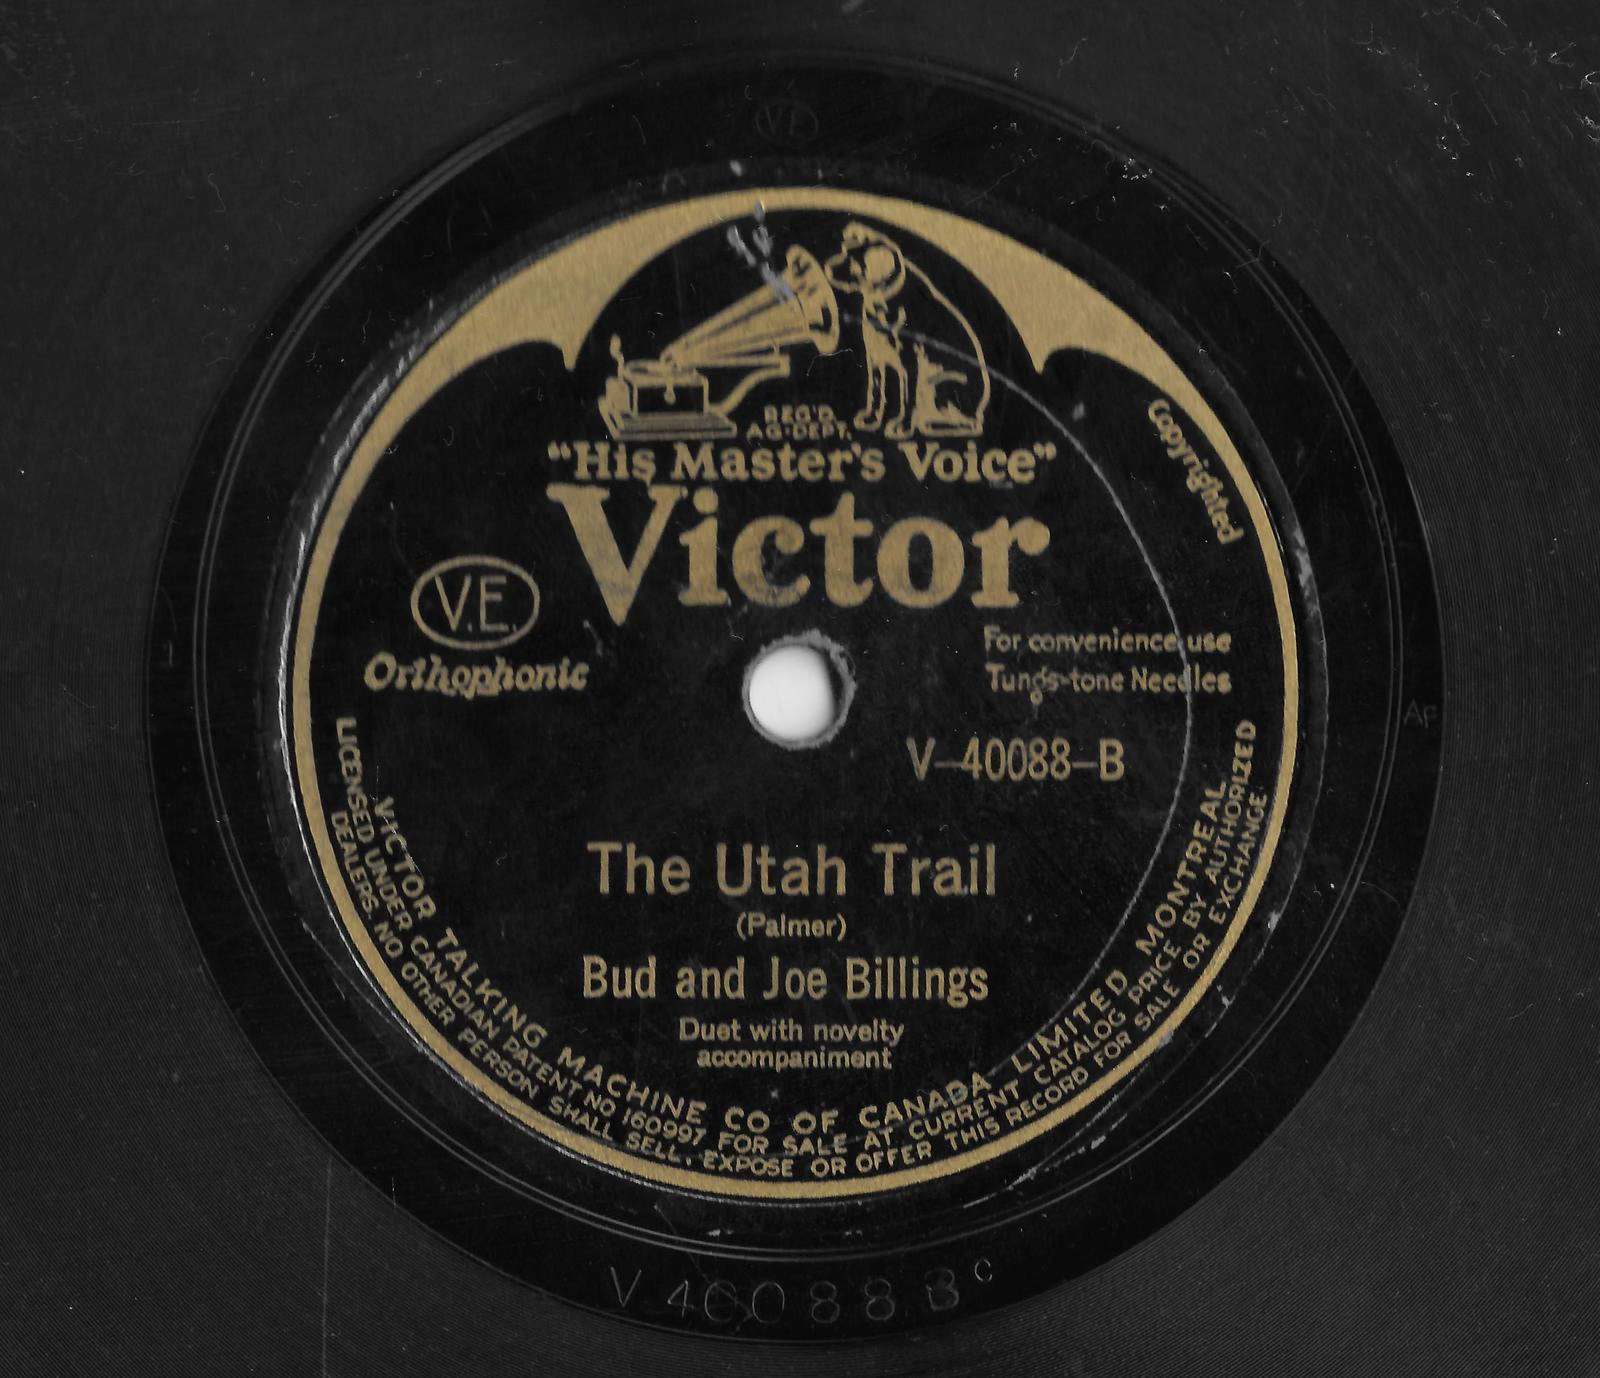 VE
REG'D.
AG. DEPT.
"His Master's Voice"
Victor
Copyrighted
V.E.
Orthophonic
For convenience use
Tungs-tone Needles
V-40088-B
The Utah Trail
(Palmer)
Bud and Joe Billings
Duet with novelty
accompaniment
VICTOR TALKING MACHINE CO OF CANADA LIMITED MONTREAL
LICENSED UNDER CANADIAN PATENT NO 160997 FOR SALE AT CURRENT CATALOG PRICE BY AUTHORIZED
DEALERS. NO OTHER PERSON SHALL SELL, EXPOSE OR OFFER THIS RECORD FOR SALE OR EXCHANGE.
AF
V 40088 B C